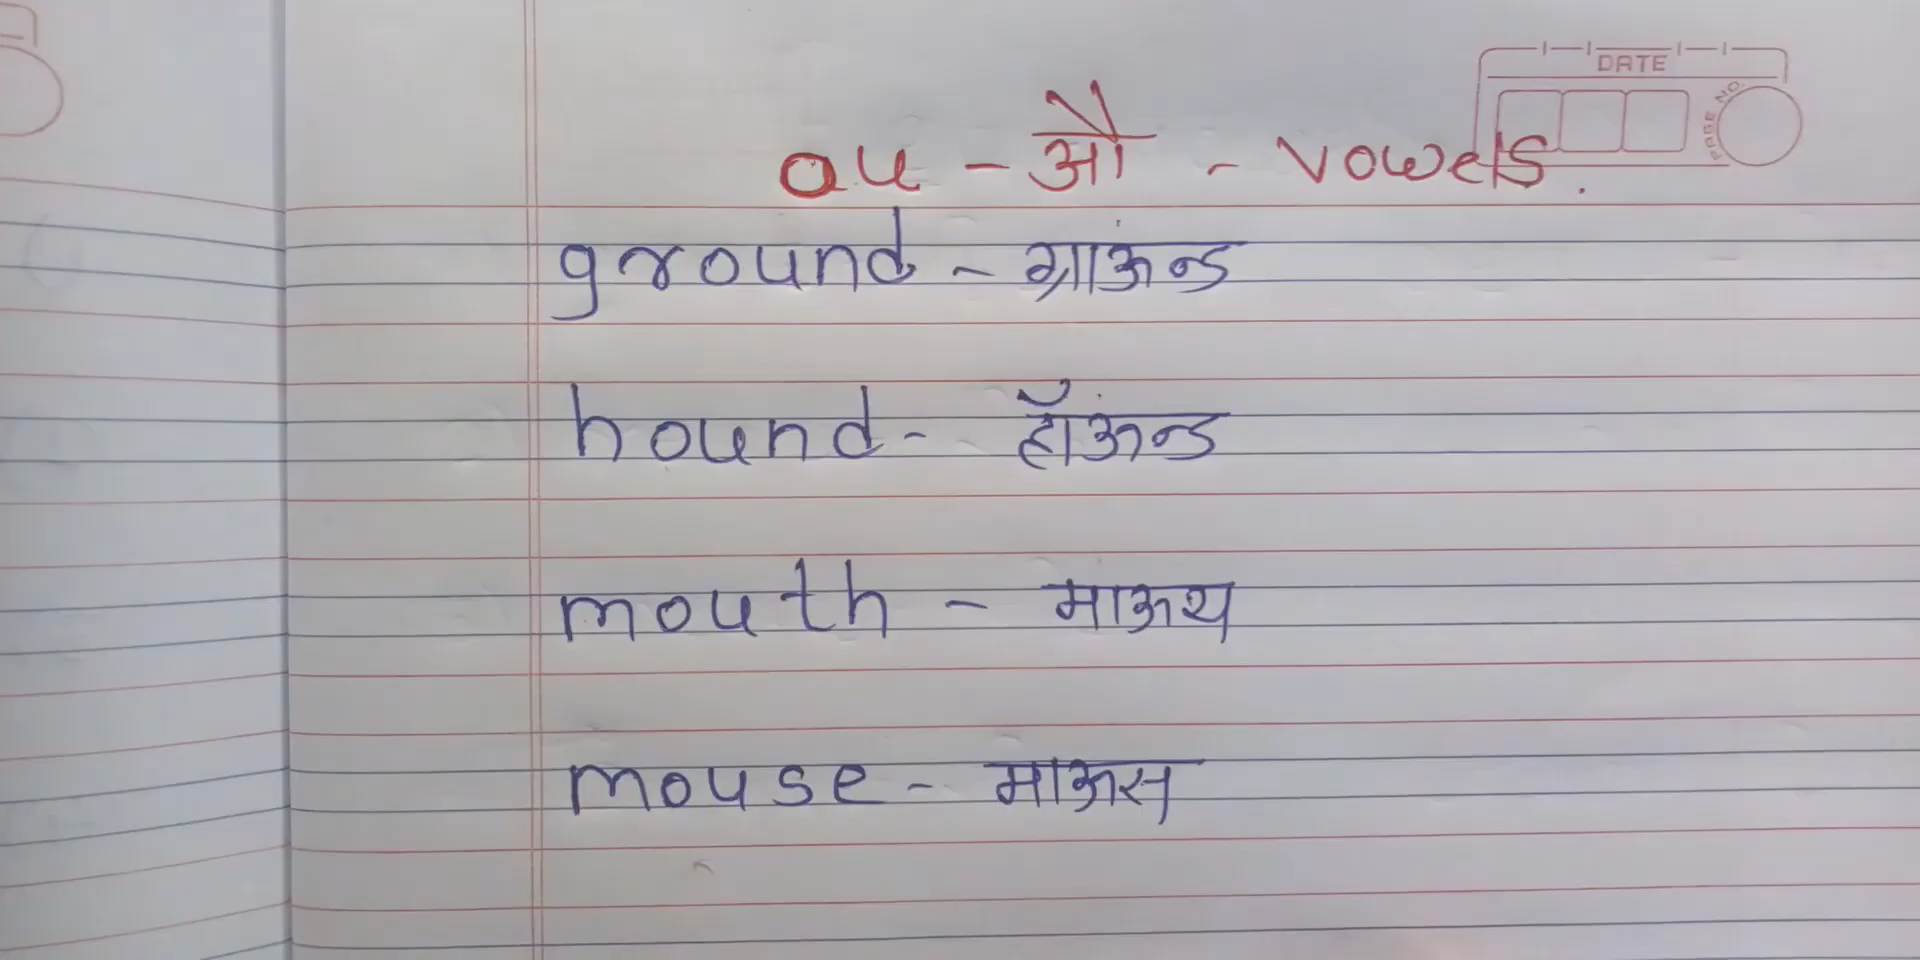 DATE
PAGE NO.
ou - औ - vowels.
ground - ग्राऊन्ड
hound - हॉऊन्ड
mouth - माऊथ
mouse - माऊस